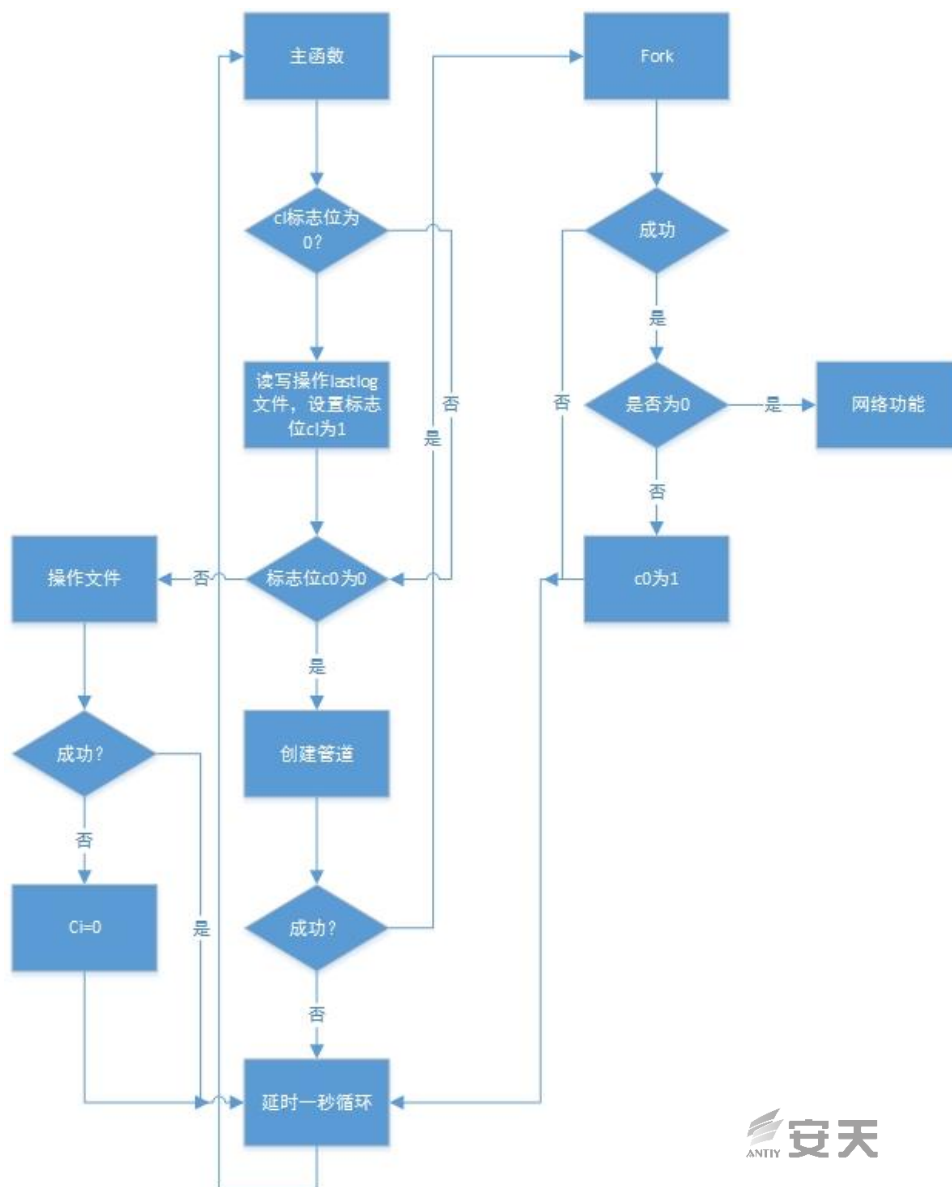 主函数
Fork
cl标志位为
0？
成功
是
读写操作lastlog
文件，设置标志
位cl为1
否
是
否
是否为0
是
网络功能
否
操作文件
否
标志位c0为0
c0为1
是
成功？
创建管道
否
Ci=0
是
成功？
否
延时一秒循环
ANTIY 安天